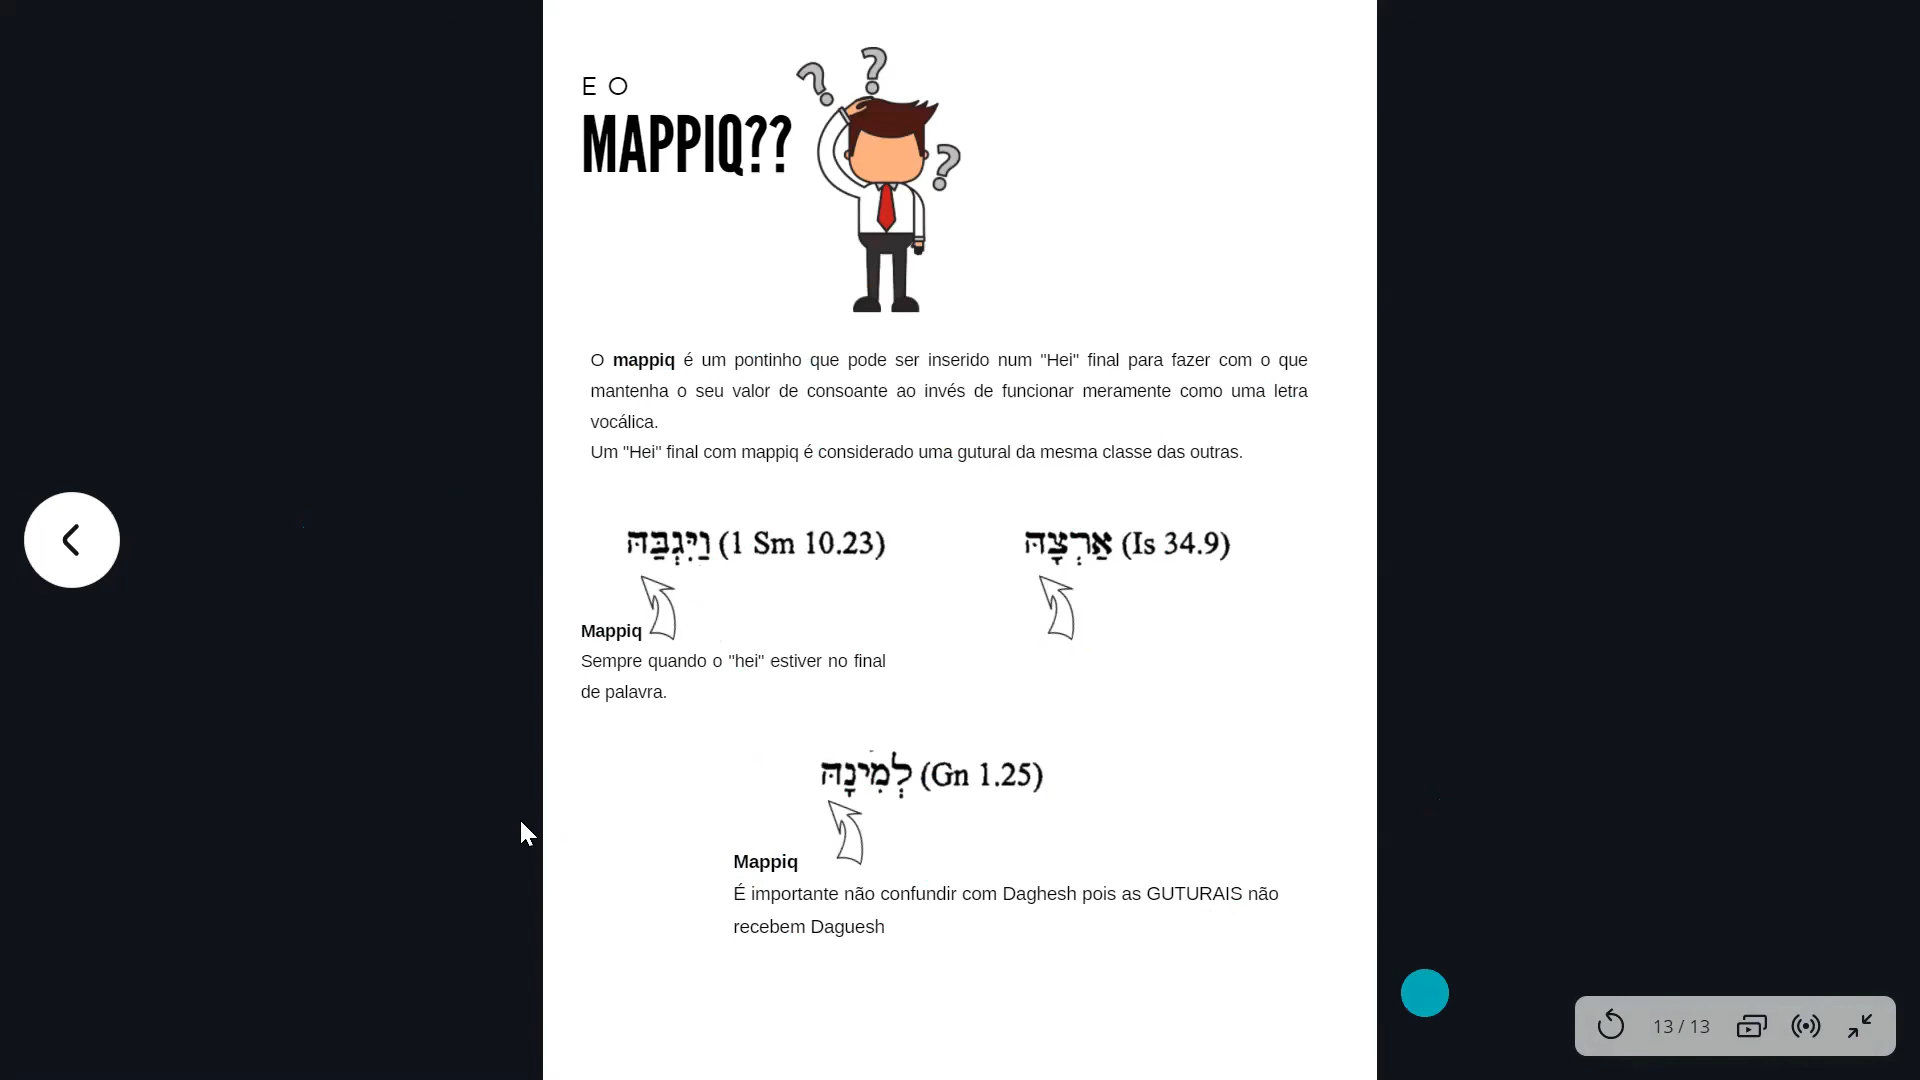 E O
MAPPIQ??
O mappiq é um pontinho que pode ser inserido num "Hei" final para fazer com o que
mantenha o seu valor de consoante ao invés de funcionar meramente como uma letra
vocálica.
Um "Hei" final com mappiq é considerado uma gutural da mesma classe das outras.
וַיִּגְבַּהּ (1 Sm 10.23)
אַרְצָהּ (Is 34.9)
Mappiq
Sempre quando o "hei" estiver no final
de palavra.
לְמִינָהּ (Gn 1.25)
Mappiq
É importante não confundir com Daghesh pois as GUTURAIS não
recebem Daguesh
13 / 13